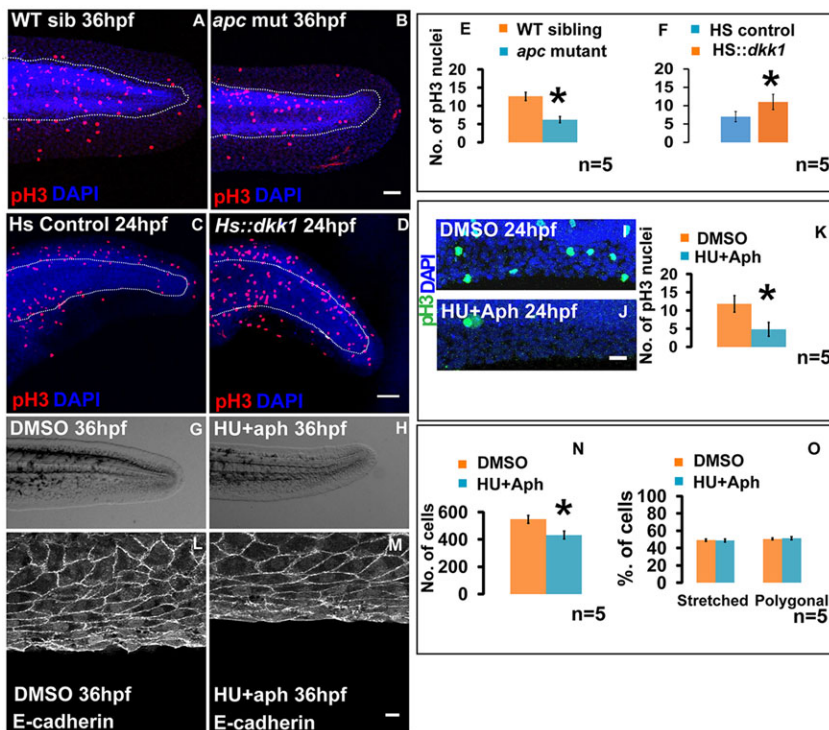 WT sib 36hpf A
apc mut 36hpf B
pH3 DAPI
pH3 DAPI
Hs Control 24hpf C
Hs::dkk1 24hpf D
pH3 DAPI
pH3 DAPI
DMSO 36hpf G
HU+aph 36hpf H
L
M
DMSO 36hpf
E-cadherin
HU+aph 36hpf
E-cadherin
E
WT sibling
apc mutant
No. of pH3 nuclei
20
15
10
5
0
*
n=5
F
HS control
HS::dkk1
20
15
10
5
0
*
n=5
DMSO 24hpf I
HU+Aph 24hpf J
pH3 DAPI
K
DMSO
HU+Aph
No. of pH3 nuclei
20
15
10
5
0
*
n=5
N
DMSO
HU+Aph
No. of cells
600
400
200
0
*
n=5
O
DMSO
HU+Aph
%. of cells
100
80
60
40
20
0
Stretched Polygonal
n=5